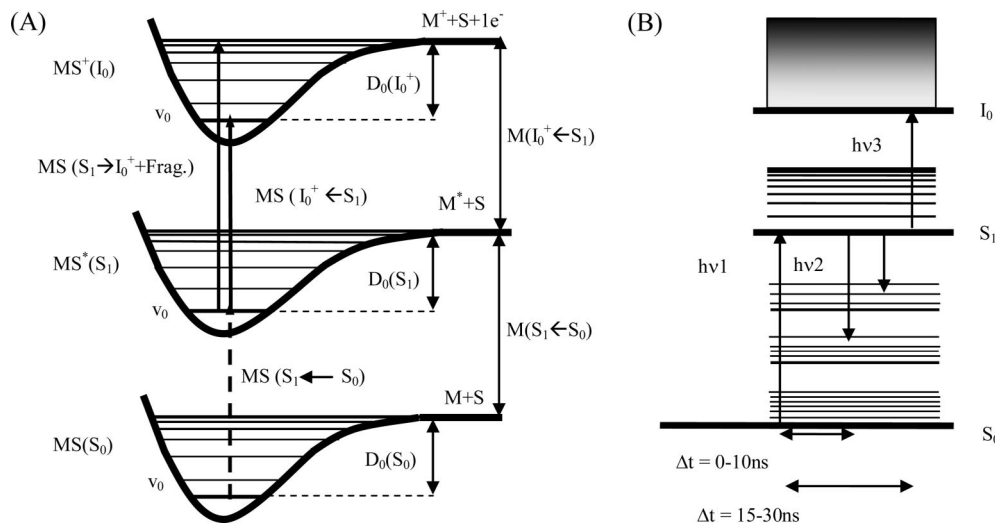 (A)
M⁺+S+1e⁻
MS⁺(I₀)
D₀(I₀⁺)
v₀
M(I₀⁺←S₁)
MS (S₁→I₀⁺+Frag.)
MS ( I₀⁺ ←S₁)
M*+S
MS*(S₁)
D₀(S₁)
v₀
M(S₁←S₀)
MS (S₁← S₀)
M+S
MS(S₀)
D₀(S₀)
v₀
(B)
I₀
hν3
S₁
hν1
hν2
S₀
Δt = 0-10ns
Δt = 15-30ns